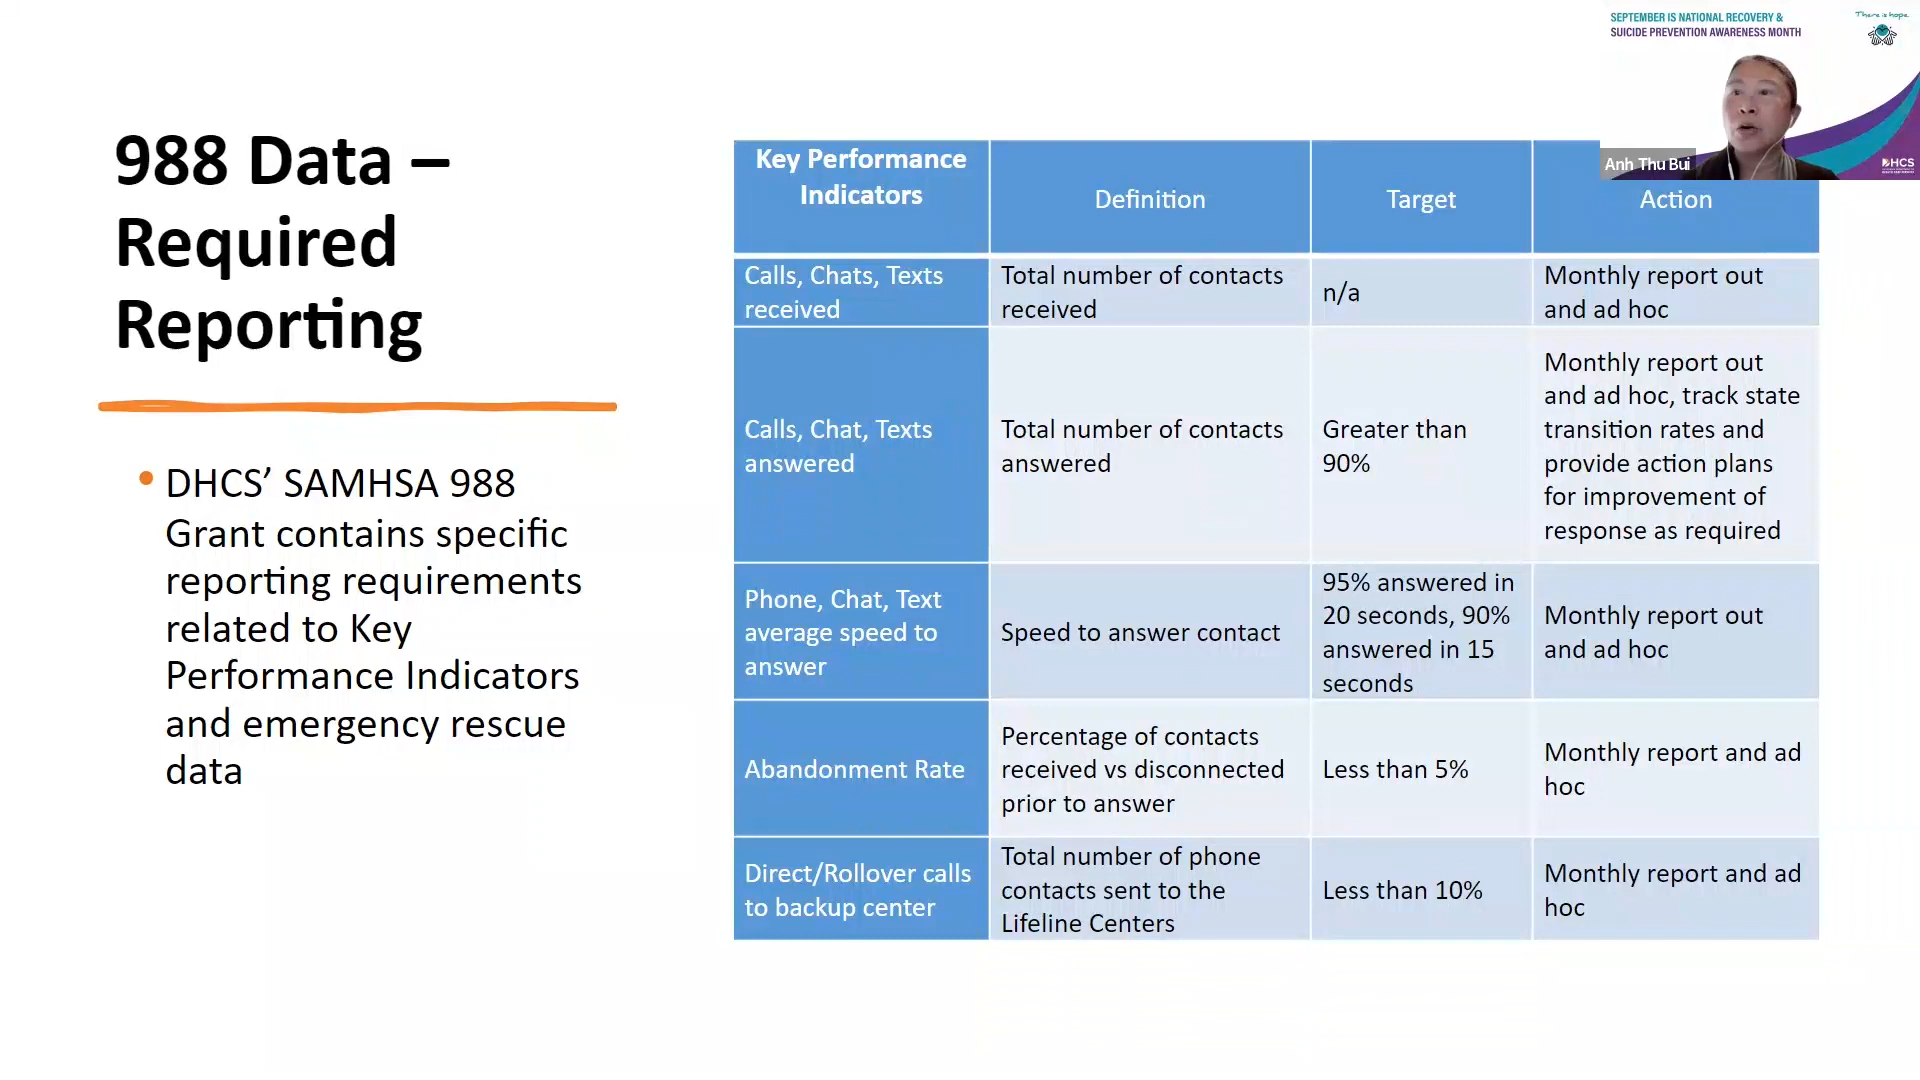 SEPTEMBER IS NATIONAL RECOVERY &
SUICIDE PREVENTION AWARENESS MONTH
There is hope
Anh Thu Bui
DHCS
988 Data –
Required
Reporting
• DHCS’ SAMHSA 988
Grant contains specific
reporting requirements
related to Key
Performance Indicators
and emergency rescue
data
Key Performance
Indicators
Definition
Target
Action
Calls, Chats, Texts
received
Total number of contacts
received
n/a
Monthly report out
and ad hoc
Calls, Chat, Texts
answered
Total number of contacts
answered
Greater than
90%
Monthly report out
and ad hoc, track state
transition rates and
provide action plans
for improvement of
response as required
Phone, Chat, Text
average speed to
answer
Speed to answer contact
95% answered in
20 seconds, 90%
answered in 15
seconds
Monthly report out
and ad hoc
Abandonment Rate
Percentage of contacts
received vs disconnected
prior to answer
Less than 5%
Monthly report and ad
hoc
Direct/Rollover calls
to backup center
Total number of phone
contacts sent to the
Lifeline Centers
Less than 10%
Monthly report and ad
hoc